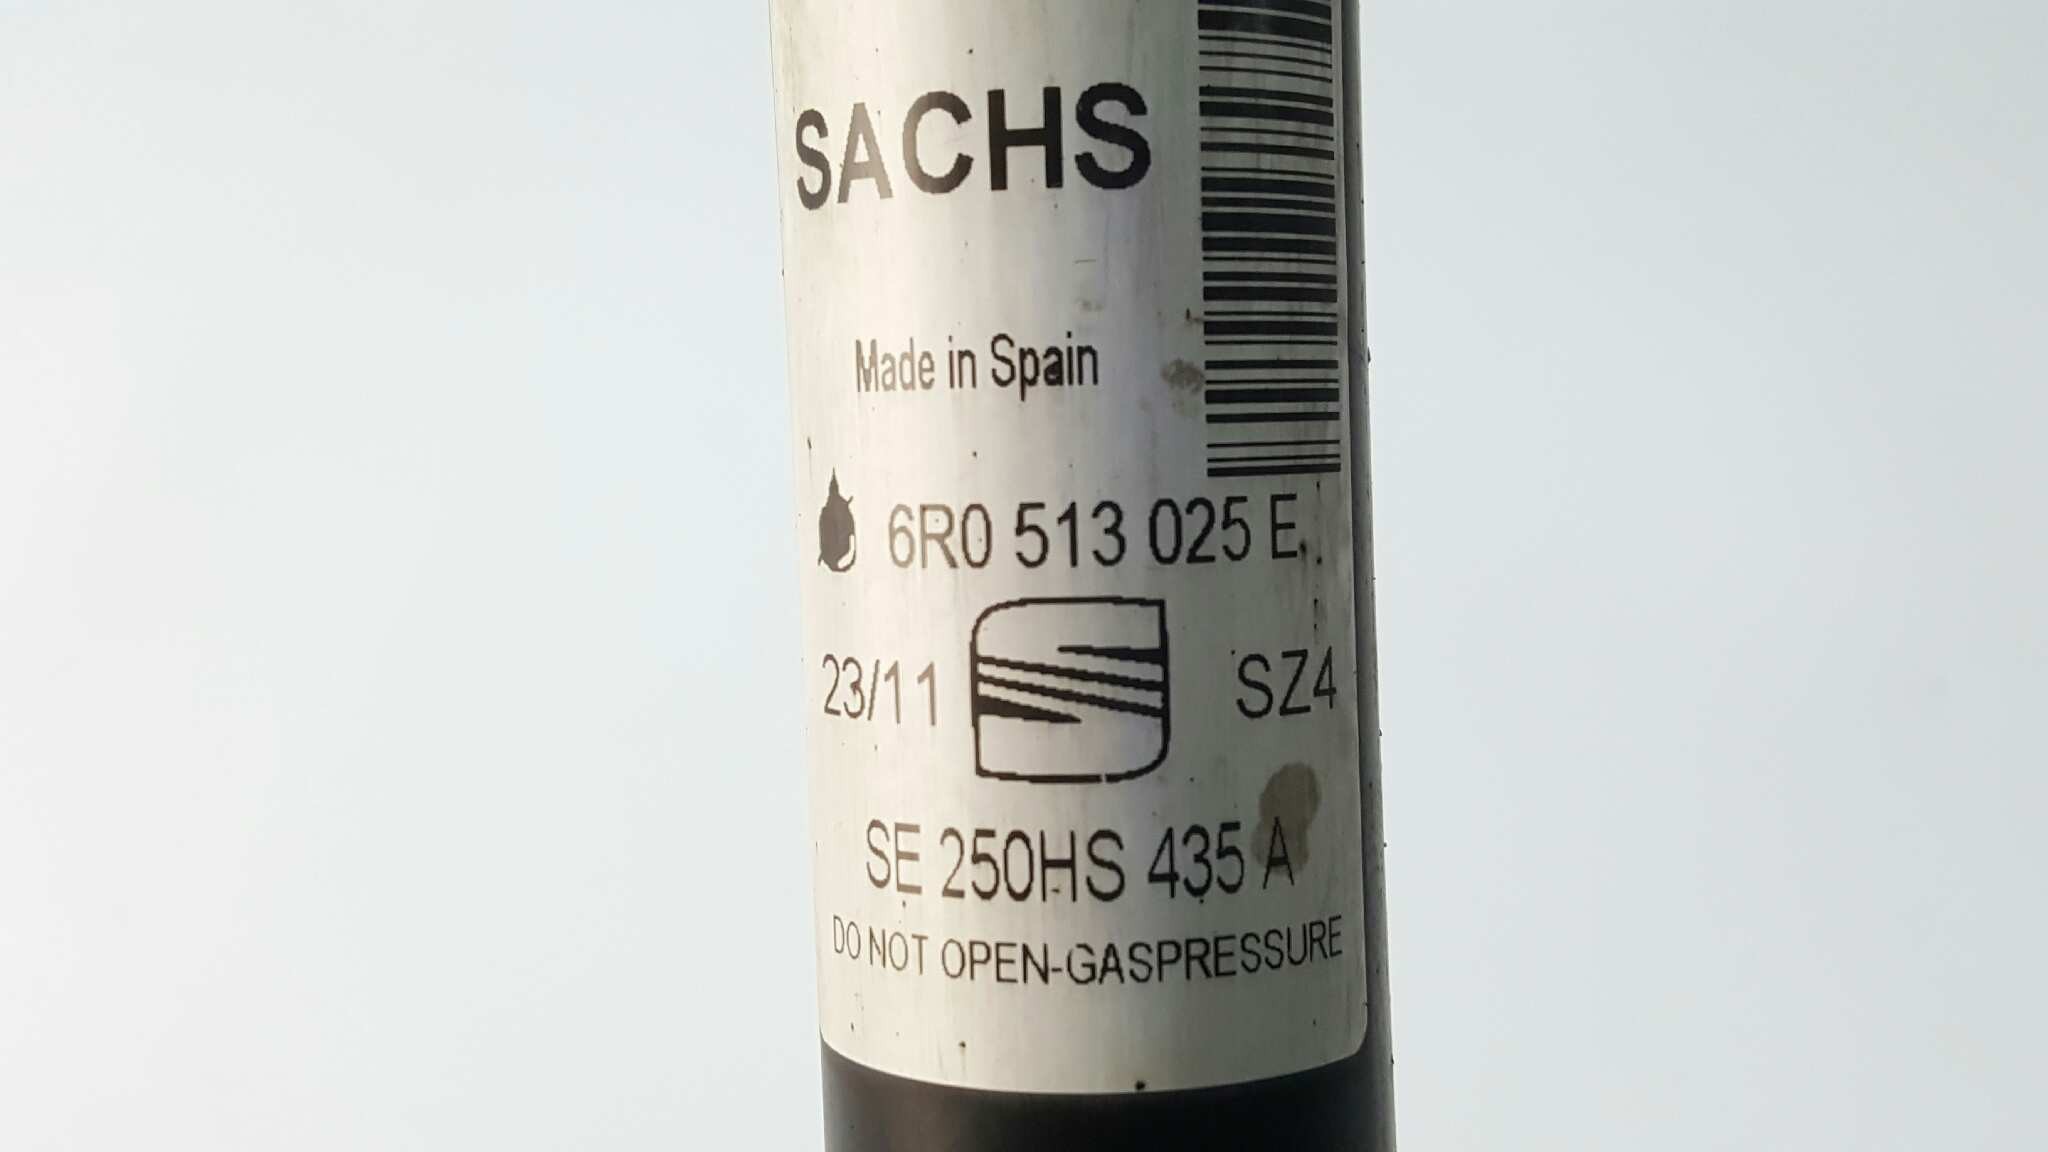 SACHS
Made in Spain
6R0 513 025 E
23/11 SZ4
SE 250HS 435 A
DO NOT OPEN-GASPRESSURE